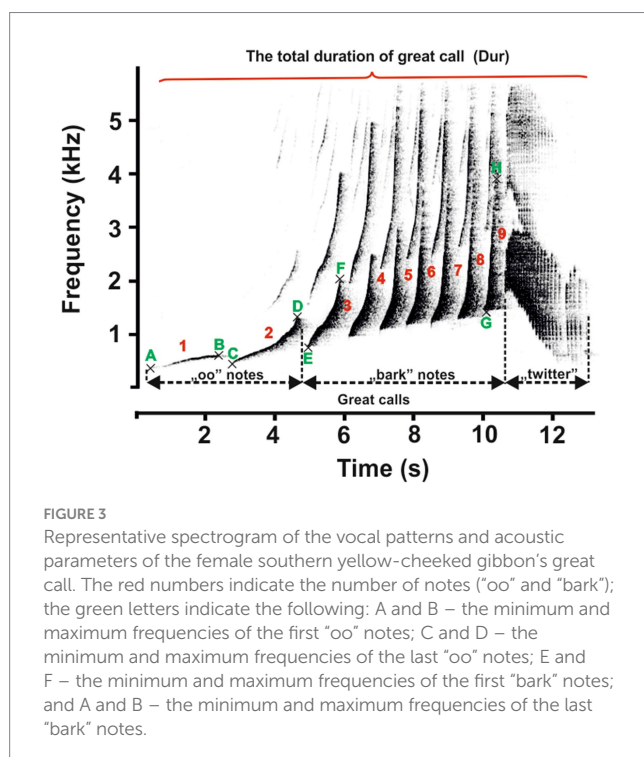 The total duration of great call (Dur)
Frequency (kHz)
5
4
3
2
1
A
1
B
C
2
D
E
F
3
4
5
6
7
8
9
G
H
„oo” notes
„bark” notes
„twitter”
Great calls
2
4
6
8
10
12
Time (s)
FIGURE 3
Representative spectrogram of the vocal patterns and acoustic
parameters of the female southern yellow-cheeked gibbon’s great
call. The red numbers indicate the number of notes (“oo” and “bark”);
the green letters indicate the following: A and B – the minimum and
maximum frequencies of the first “oo” notes; C and D – the
minimum and maximum frequencies of the last “oo” notes; E and
F – the minimum and maximum frequencies of the first “bark” notes;
and A and B – the minimum and maximum frequencies of the last
“bark” notes.